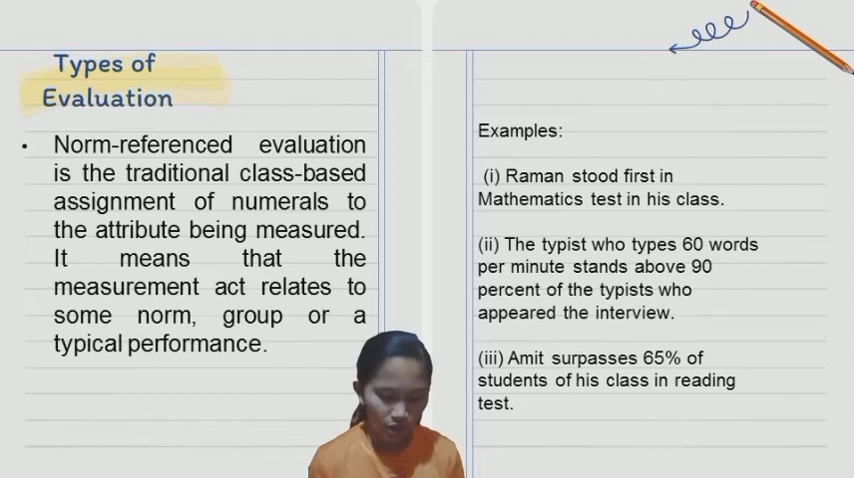 Types of
Evaluation
• Norm-referenced evaluation
is the traditional class-based
assignment of numerals to
the attribute being measured.
It means that the
measurement act relates to
some norm, group or a
typical performance.
Examples:
(i) Raman stood first in
Mathematics test in his class.
(ii) The typist who types 60 words
per minute stands above 90
percent of the typists who
appeared the interview.
(iii) Amit surpasses 65% of
students of his class in reading
test.